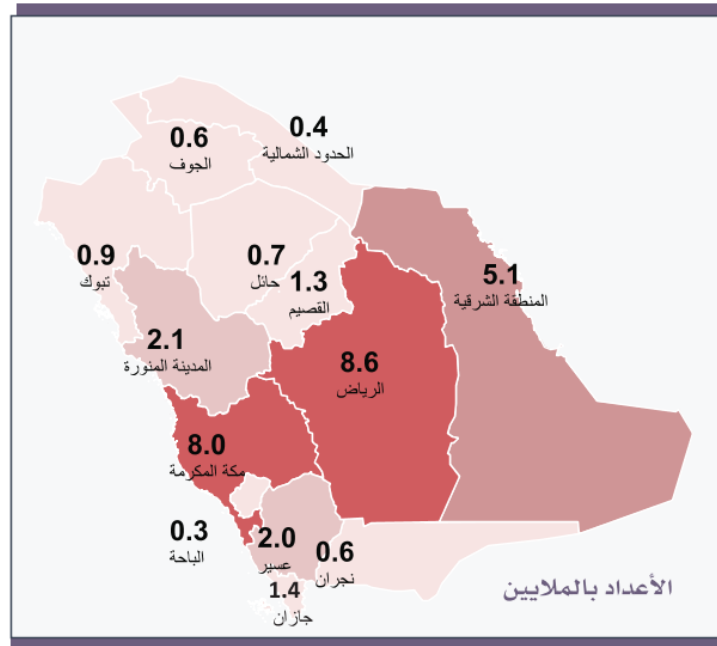 0.4
الحدود الشمالية
0.6
الجوف
5.1
المنطقة الشرقية
0.7
حائل
0.9
تبوك
1.3
القصيم
2.1
المدينة المنورة
8.6
الرياض
8.0
مكة المكرمة
0.3
الباحة
2.0
عسير
0.6
نجران
1.4
جازان
الأعداد بالملايين